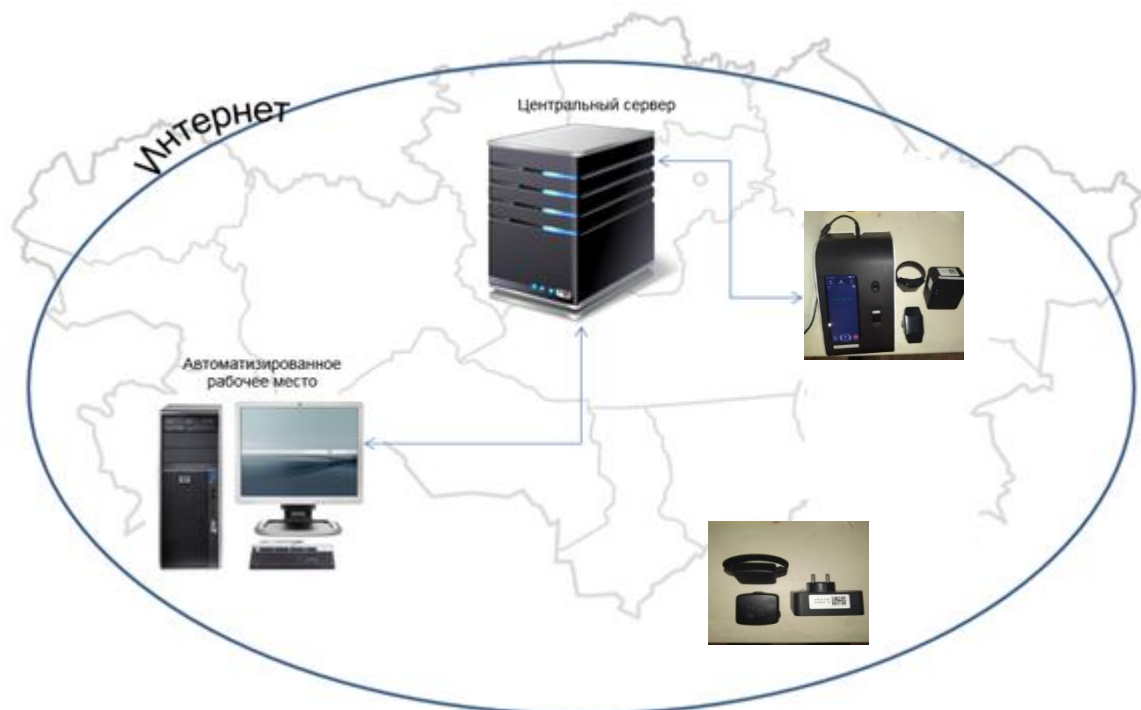 Интернет
Центральный сервер
Автоматизированное
рабочее место